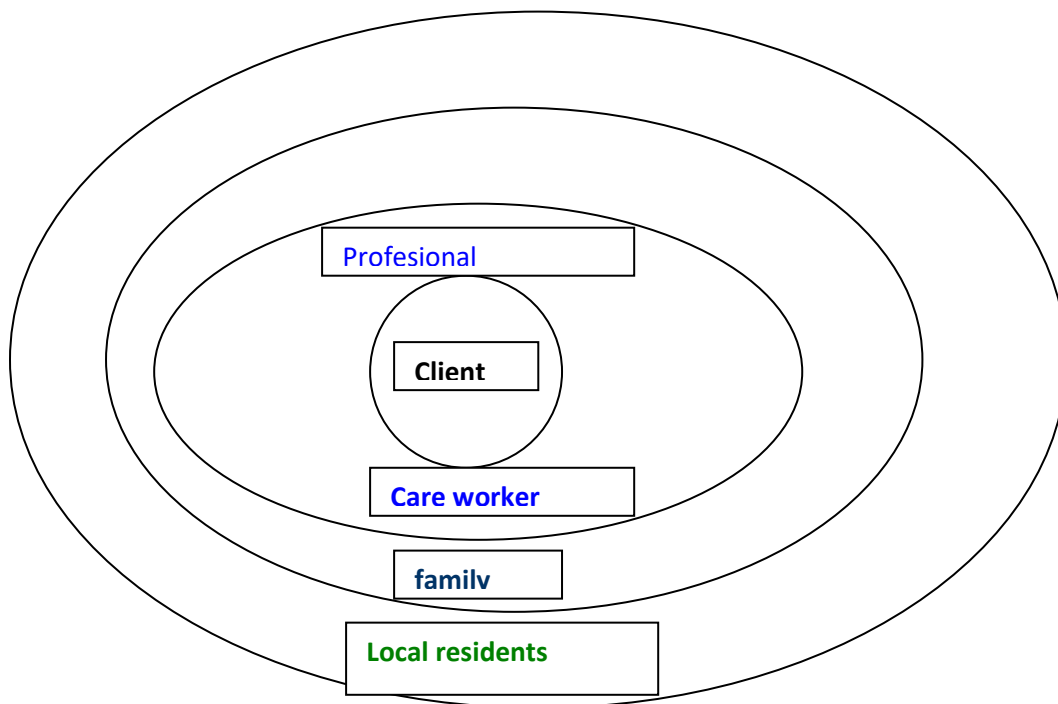 Profesional
Client
Care worker
family
Local residents